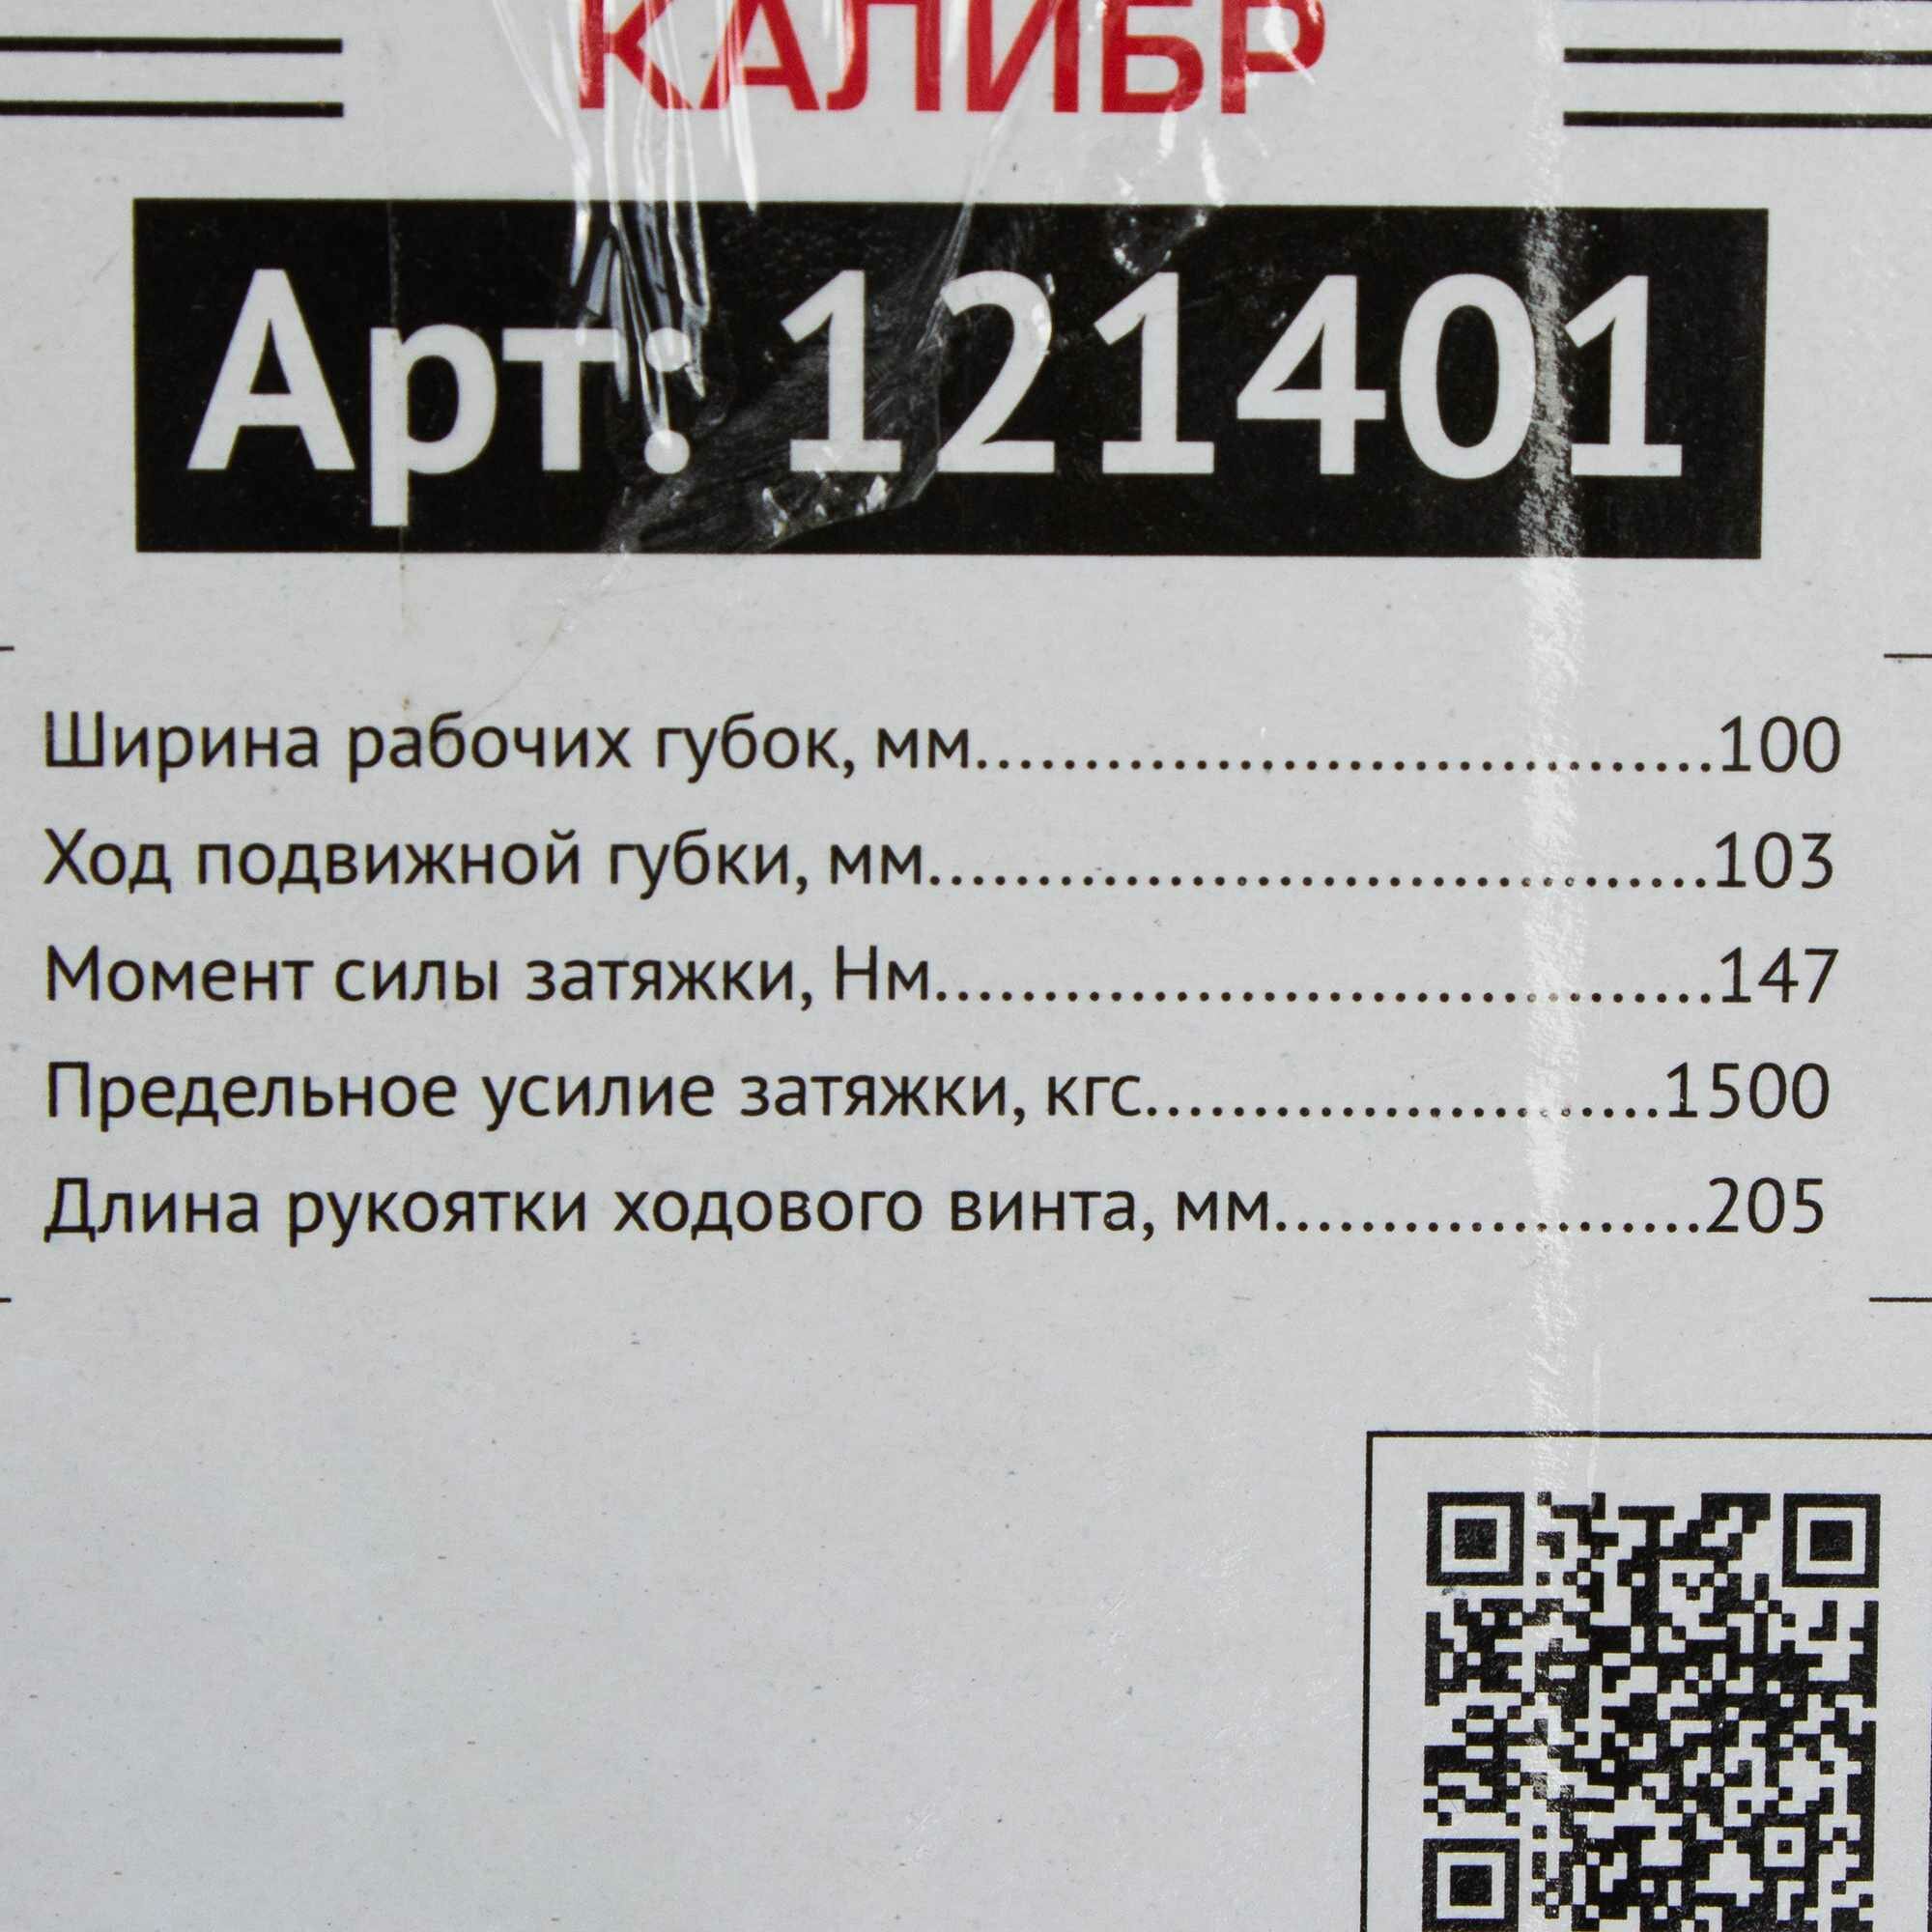 КАЛИБР
Арт: 121401
Ширина рабочих губок, мм..................................100
Ход подвижной губки, мм....................................103
Момент силы затяжки, Нм....................................147
Предельное усилие затяжки, кгс........................1500
Длина рукоятки ходового винта, мм....................205